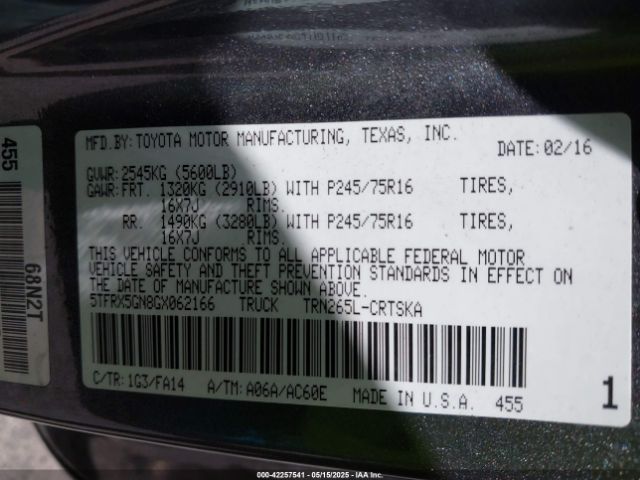 MFD.BY: TOYOTA MOTOR MANUFACTURING, TEXAS, INC.
DATE: 02/16
GVWR: 2545KG (5600LB)
GAWR: FRT. 1320KG (2910LB) WITH P245/75R16 TIRES,
16X7J RIMS.
RR. 1490KG (3280LB) WITH P245/75R16 TIRES,
16X7J RIMS.
THIS VEHICLE CONFORMS TO ALL APPLICABLE FEDERAL MOTOR
VEHICLE SAFETY AND THEFT PREVENTION STANDARDS IN EFFECT ON
THE DATE OF MANUFACTURE SHOWN ABOVE.
5TFRX5GN8GX062166 TRUCK TRN265L-CRTSKA
C/TR: 1G3/FA14 A/TM: A06A/AC60E MADE IN U.S.A. 455 1
455
68N2T
000-42257541 - 05/15/2025 - IAA Inc.